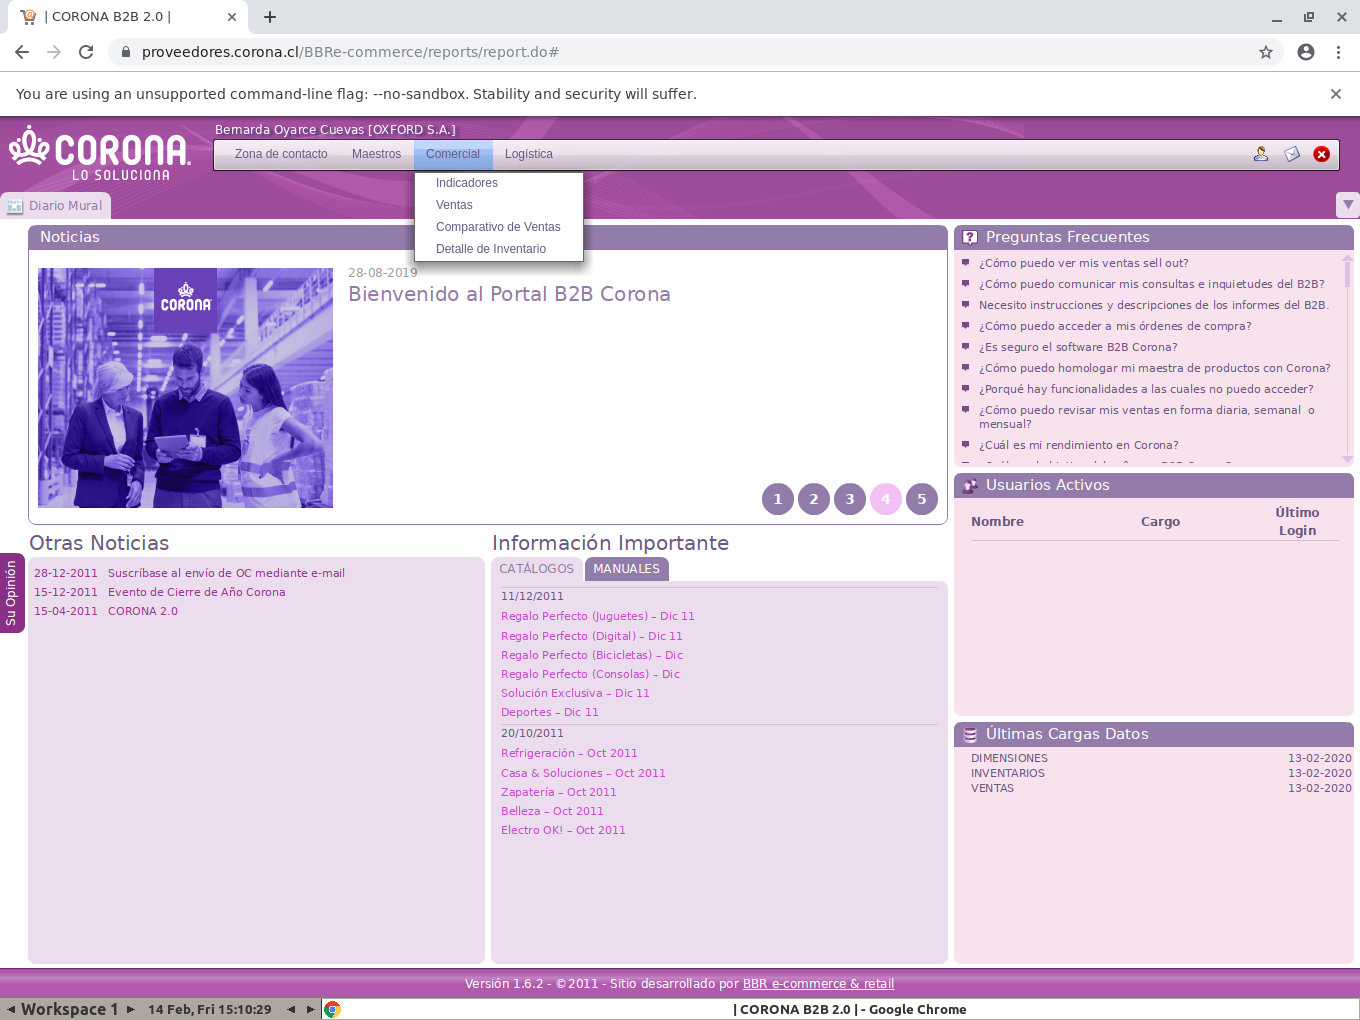 | CORONA B2B 2.0 |
proveedores.corona.cl/BBRe-commerce/reports/report.do#
You are using an unsupported command-line flag: --no-sandbox. Stability and security will suffer.
CORONA.
LO SOLUCIONA
Bernarda Oyarce Cuevas [OXFORD S.A.]
Zona de contacto
Maestros
Comercial
Logística
Indicadores
Ventas
Comparativo de Ventas
Detalle de Inventario
Diario Mural
Noticias
CORONA
28-08-2019
Bienvenido al Portal B2B Corona
1 2 3 4 5
Preguntas Frecuentes
¿Cómo puedo ver mis ventas sell out?
¿Cómo puedo comunicar mis consultas e inquietudes del B2B?
Necesito instrucciones y descripciones de los informes del B2B.
¿Cómo puedo acceder a mis órdenes de compra?
¿Es seguro el software B2B Corona?
¿Cómo puedo homologar mi maestra de productos con Corona?
¿Porqué hay funcionalidades a las cuales no puedo acceder?
¿Cómo puedo revisar mis ventas en forma diaria, semanal o
mensual?
¿Cuál es mi rendimiento en Corona?
Usuarios Activos
Nombre Cargo Último
Login
Su Opinión
Otras Noticias
28-12-2011 Suscríbase al envío de OC mediante e-mail
15-12-2011 Evento de Cierre de Año Corona
15-04-2011 CORONA 2.0
Información Importante
CATÁLOGOS MANUALES
11/12/2011
Regalo Perfecto (Juguetes) – Dic 11
Regalo Perfecto (Digital) – Dic 11
Regalo Perfecto (Bicicletas) – Dic
Regalo Perfecto (Consolas) – Dic
Solución Exclusiva – Dic 11
Deportes – Dic 11
20/10/2011
Refrigeración – Oct 2011
Casa & Soluciones – Oct 2011
Zapatería – Oct 2011
Belleza – Oct 2011
Electro OK! – Oct 2011
Últimas Cargas Datos
DIMENSIONES 13-02-2020
INVENTARIOS 13-02-2020
VENTAS 13-02-2020
Versión 1.6.2 - ©2011 - Sitio desarrollado por BBR e-commerce & retail
Workspace 1
14 Feb, Fri 15:10:29
| CORONA B2B 2.0 | - Google Chrome